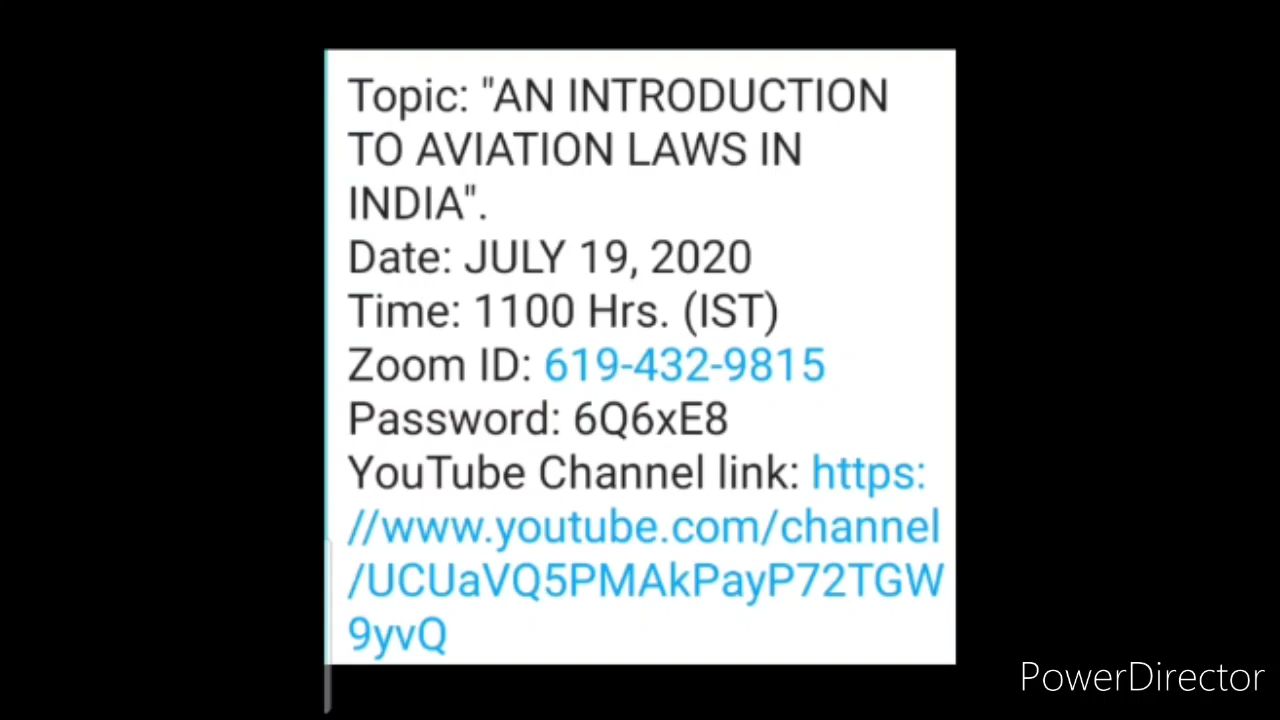 Topic: "AN INTRODUCTION
TO AVIATION LAWS IN
INDIA".
Date: JULY 19, 2020
Time: 1100 Hrs. (IST)
Zoom ID: 619-432-9815
Password: 6Q6xE8
YouTube Channel link: https:
//www.youtube.com/channel
/UCUaVQ5PMAkPayP72TGW
9yvQ
PowerDirector